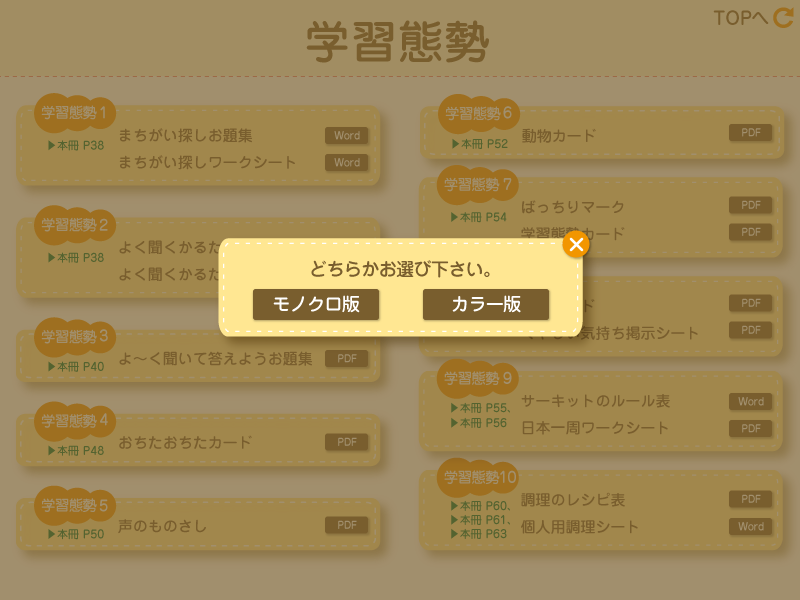 学習態勢
TOPへ
学習態勢1
▶本冊 P38
まちがい探しお題集
Word
まちがい探しワークシート
Word
学習態勢2
▶本冊 P38
よく聞くかるた
よく聞くかるた
学習態勢3
▶本冊 P40
よ〜く聞いて答えようお題集
PDF
学習態勢4
▶本冊 P48
おちたおちたカード
PDF
学習態勢5
▶本冊 P50
声のものさし
PDF
どちらかお選び下さい。
モノクロ版
カラー版
学習態勢6
▶本冊 P52
動物カード
PDF
学習態勢7
▶本冊 P54
ばっちりマーク
PDF
学習態勢カード
PDF
ド
PDF
気持ち掲示シート
PDF
学習態勢9
▶本冊 P55.
▶本冊 P56
サーキットのルール表
Word
日本一周ワークシート
PDF
学習態勢10
▶本冊 P60.
▶本冊 P61.
▶本冊 P63
調理のレシピ表
PDF
個人用調理シート
Word